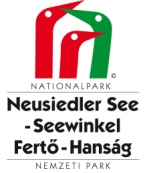 ©
NATIONALPARK
Neusiedler See
-Seewinkel
Fertő-Hanság
NEMZETI PARK